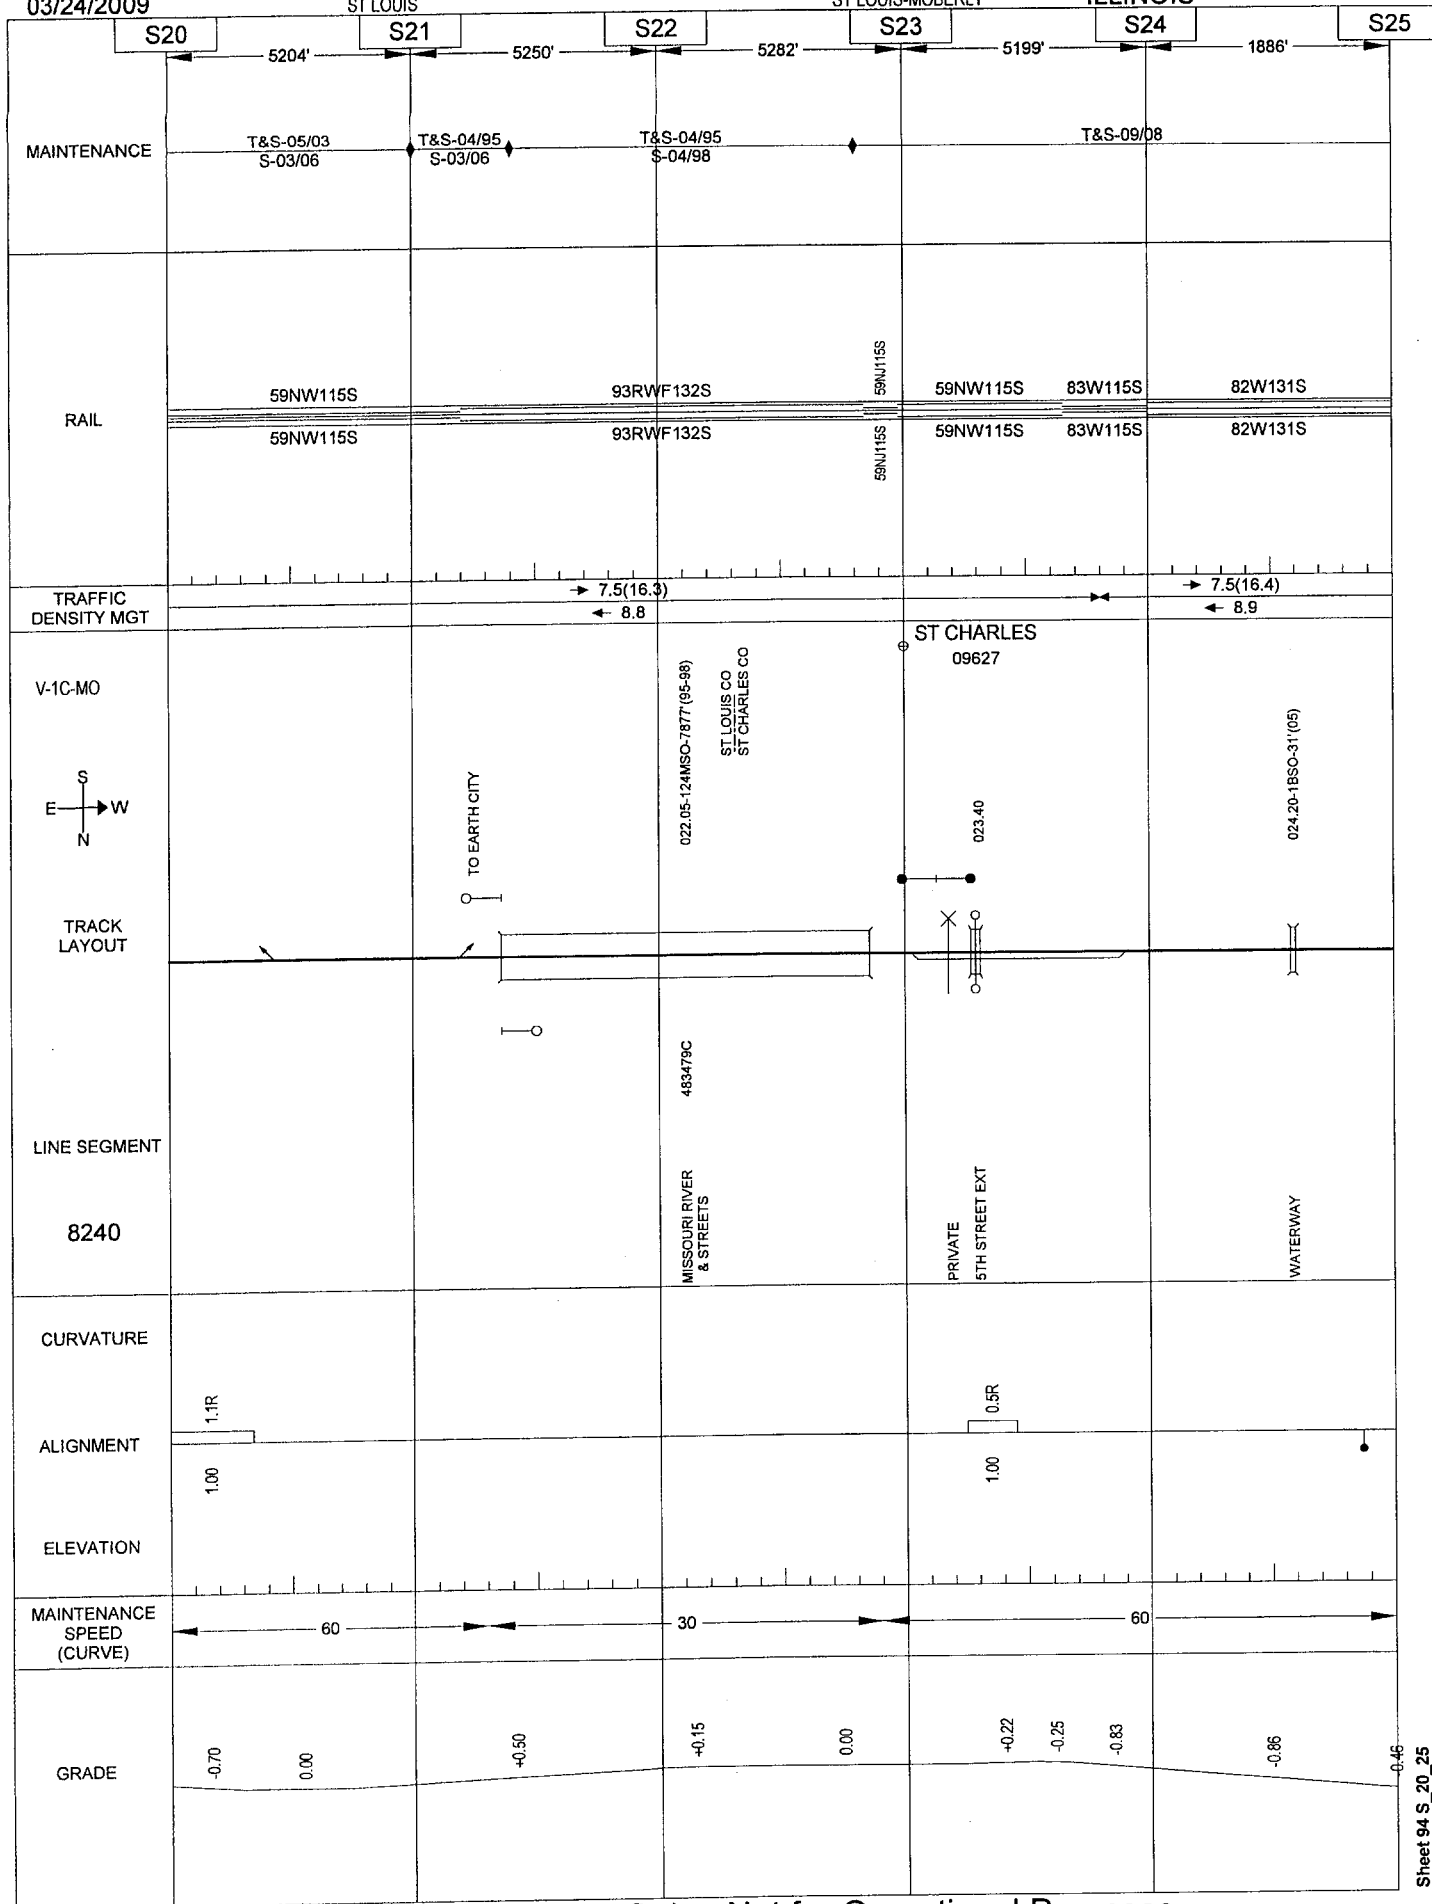 03/24/2009
ST LOUIS
ST LOUIS-MOBERLY
ILLINOIS
S20 S21 S22 S23 S24 S25
5204' 5250' 5282' 5199' 1886'
MAINTENANCE
T&S-05/03 T&S-04/95 T&S-04/95 T&S-09/08
S-03/06 S-03/06 S-04/98
RAIL
59NW115S 93RWF132S 59NJ115S 59NW115S 83W115S 82W131S
59NW115S 93RWF132S 59NJ115S 59NW115S 83W115S 82W131S
TRAFFIC
DENSITY MGT
7.5(16.3) 7.5(16.4)
8.8 8.9
V-1C-MO
ST CHARLES
09627
S
E W
N
TO EARTH CITY
022.05-124MSO-7877'(95-98)
ST LOUIS CO
ST CHARLES CO
023.40
024.20-1BSO-31'(05)
TRACK
LAYOUT
483479C
LINE SEGMENT
8240
MISSOURI RIVER
& STREETS
PRIVATE
5TH STREET EXT
WATERWAY
CURVATURE
1.1R 0.5R
ALIGNMENT
1.00 1.00
ELEVATION
MAINTENANCE
SPEED
(CURVE)
60 30 60
GRADE
-0.70 0.00 +0.50 +0.15 0.00 +0.22 -0.25 -0.83 -0.86 -0.46
Sheet 94 S_20_25